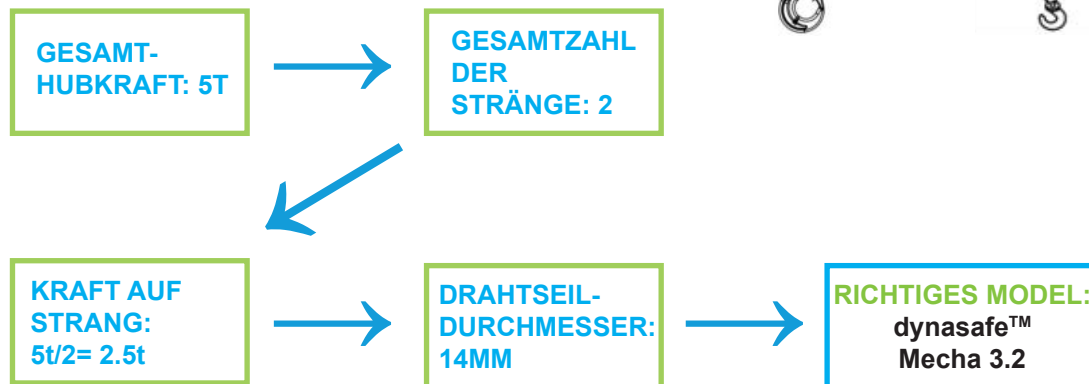 GESAMT-
HUBKRAFT: 5T
GESAMTZAHL
DER
STRÄNGE: 2
KRAFT AUF
STRANG:
5t/2= 2.5t
DRAHTSEIL-
DURCHMESSER:
14MM
RICHTIGES MODEL:
dynasafe™
Mecha 3.2